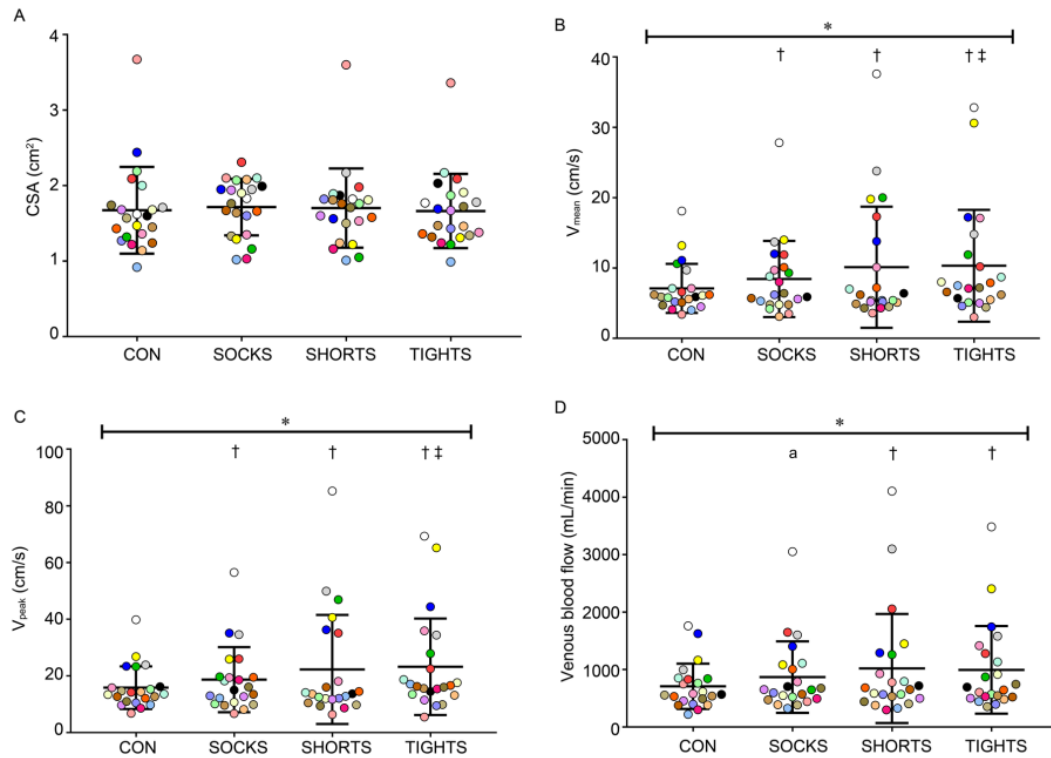 A
4
3
2
1
0
CSA (cm²)
CON SOCKS SHORTS TIGHTS
B
*
† † † ‡
40
30
20
10
0
Vmean (cm/s)
CON SOCKS SHORTS TIGHTS
C
*
† † † ‡
100
80
60
40
20
0
Vpeak (cm/s)
CON SOCKS SHORTS TIGHTS
D
*
a † †
5000
4000
3000
2000
1000
0
Venous blood flow (mL/min)
CON SOCKS SHORTS TIGHTS